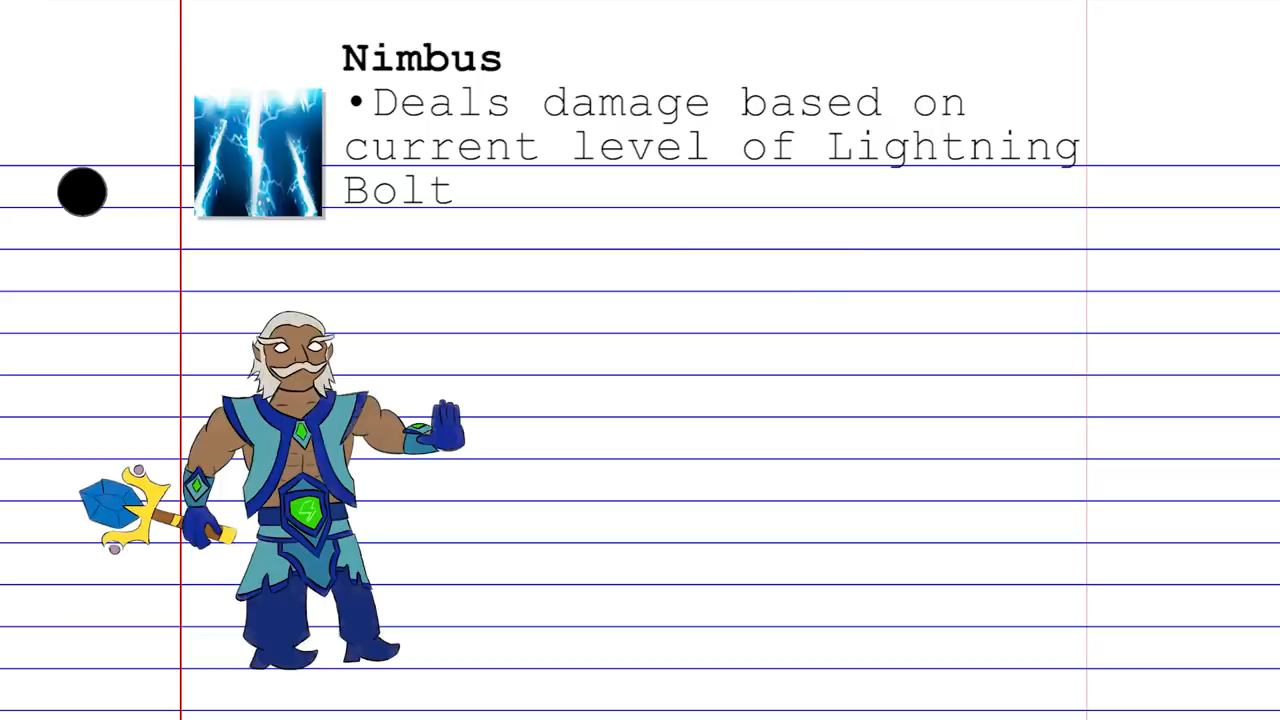 Nimbus
•Deals damage based on
current level of Lightning
Bolt